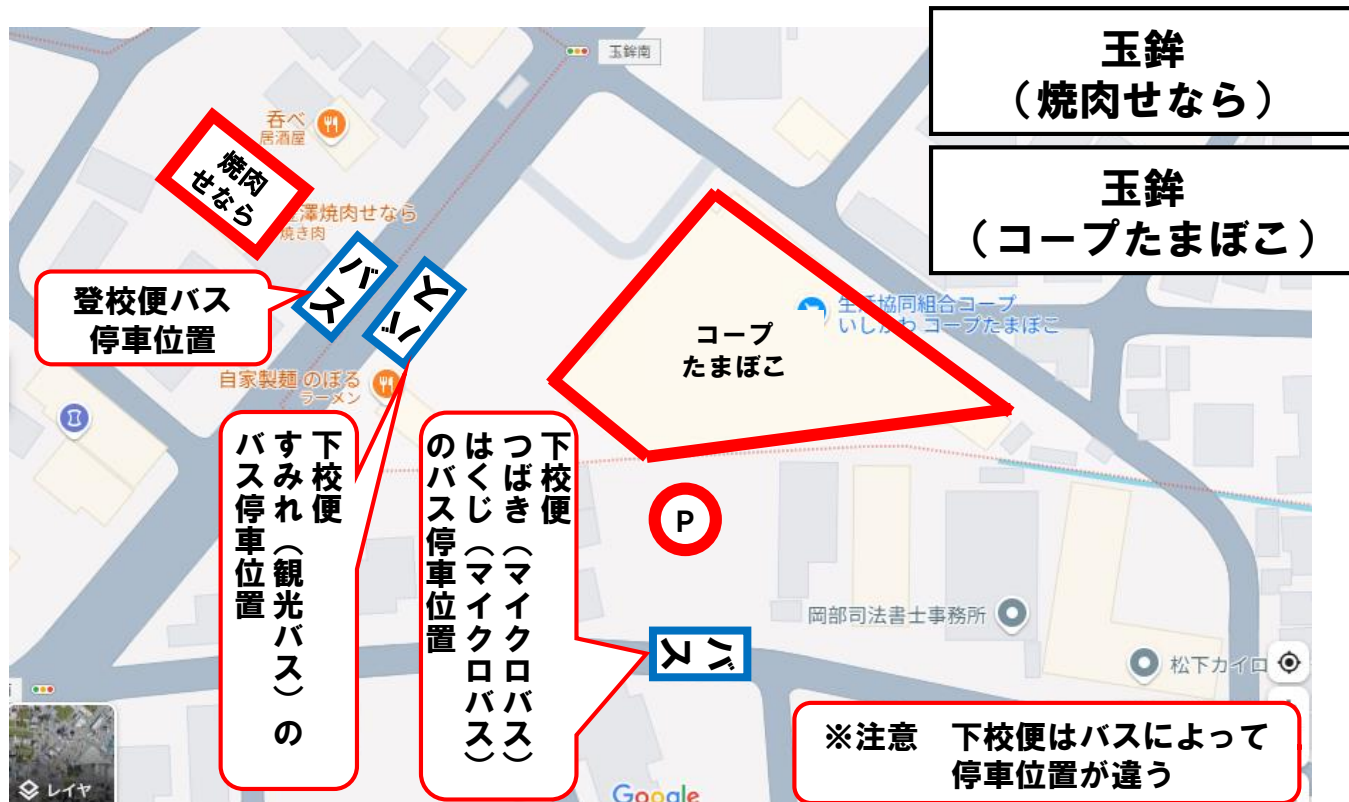 玉鉾
（焼肉せなら）
玉鉾
（コープたまぼこ）
玉鉾南
呑べ
居酒屋
焼肉
せなら
澤焼肉せなら
焼き肉
バス
バス
登校便バス
停車位置
生活協同組合コープ
いしかわ コープたまぼこ
コープ
たまぼこ
自家製麺 のぼる
ラーメン
下校便
すみれ（観光バス）の
バス停車位置
下校便
つばき（マイクロバス）
はくじ（マイクロバス）
のバス停車位置
P
岡部司法書士事務所
バス
松下カイロ
※注意　下校便はバスによって
停車位置が違う
レイヤ
Google